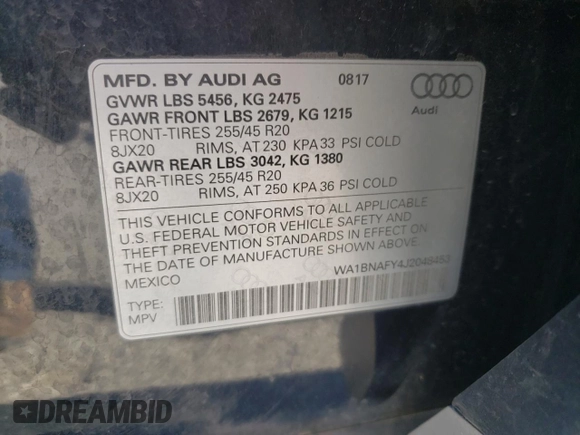 MFD. BY AUDI AG 0817
Audi
GVWR LBS 5456, KG 2475
GAWR FRONT LBS 2679, KG 1215
FRONT-TIRES 255/45 R20
8JX20 RIMS, AT 230 KPA 33 PSI COLD
GAWR REAR LBS 3042, KG 1380
REAR-TIRES 255/45 R20
8JX20 RIMS, AT 250 KPA 36 PSI COLD
THIS VEHICLE CONFORMS TO ALL APPLICABLE
U.S. FEDERAL MOTOR VEHICLE SAFETY AND
THEFT PREVENTION STANDARDS IN EFFECT ON
THE DATE OF MANUFACTURE SHOWN ABOVE.
MEXICO
WA1BNAFY4J2048452
TYPE:
MPV
DREAMBID